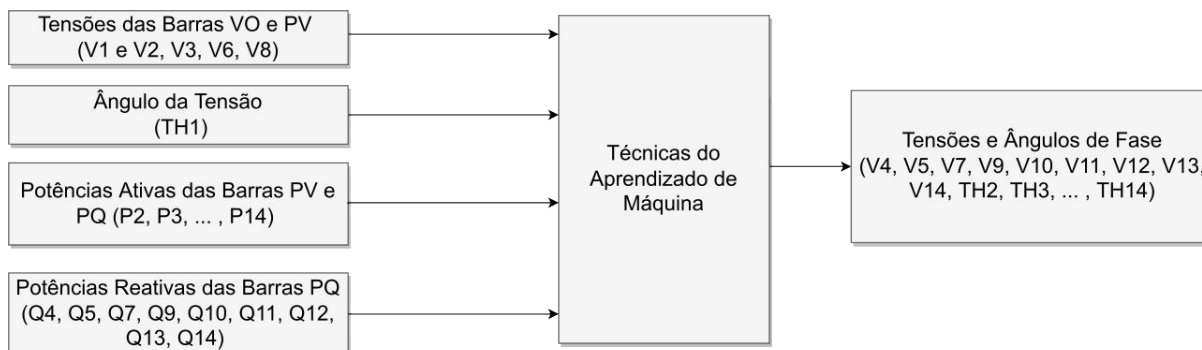 Tensões das Barras VO e PV
(V1 e V2, V3, V6, V8)
Ângulo da Tensão
(TH1)
Potências Ativas das Barras PV e
PQ (P2, P3, ... , P14)
Potências Reativas das Barras PQ
(Q4, Q5, Q7, Q9, Q10, Q11, Q12,
Q13, Q14)
Técnicas do
Aprendizado de
Máquina
Tensões e Ângulos de Fase
(V4, V5, V7, V9, V10, V11, V12, V13,
V14, TH2, TH3, ... , TH14)